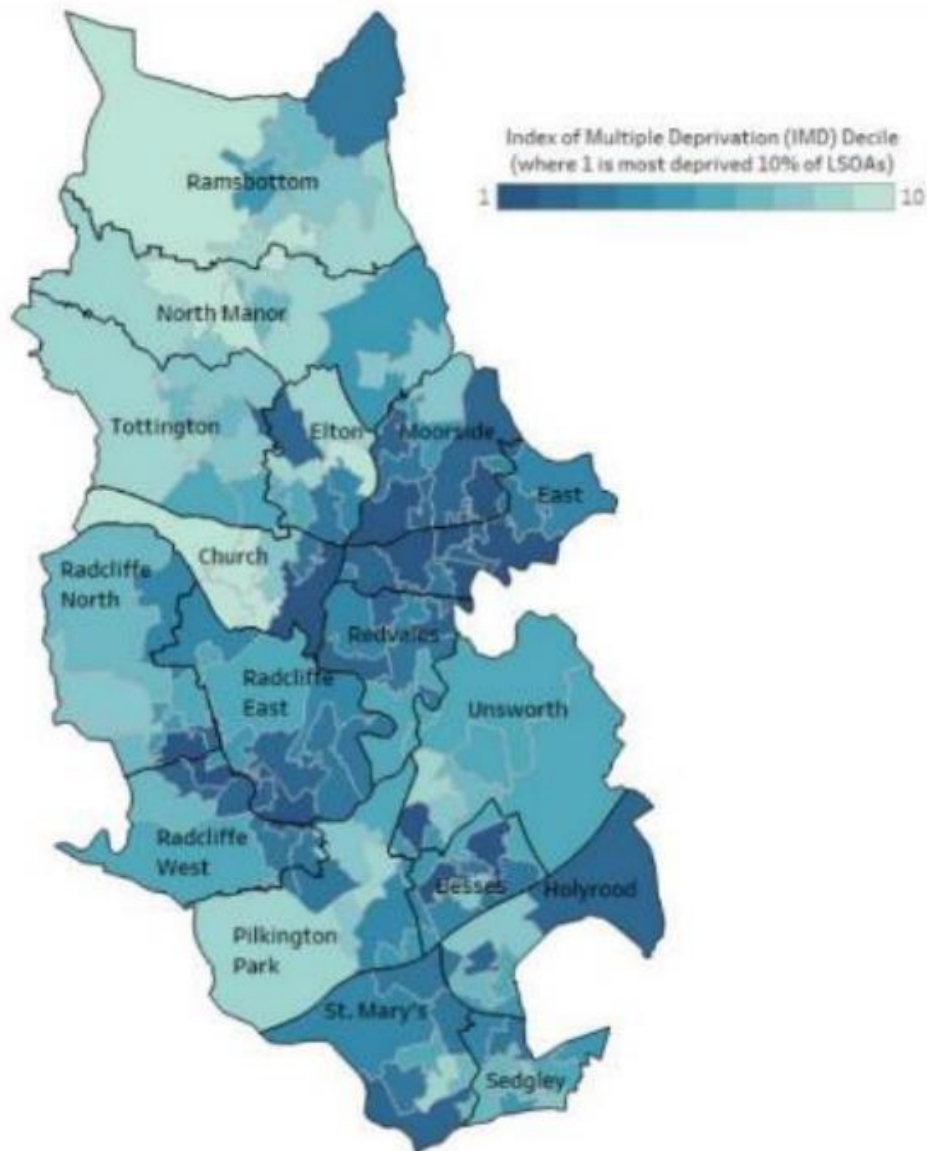 Index of Multiple Deprivation (IMD) Decile
(where 1 is most deprived 10% of LSOAs)
1
10
Ramsbottom
North Manor
Tottington
Elton
Moorside
East
Church
Radcliffe
North
Redvales
Radcliffe
East
Unsworth
Radcliffe
West
Besses
Holyrood
Pilkington
Park
St. Mary's
Sedgley